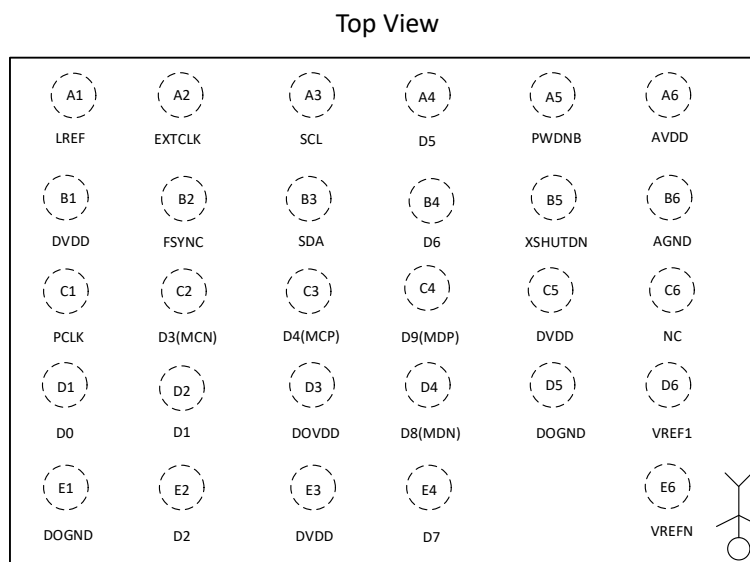 Top View
A1 A2 A3 A4 A5 A6
LREF EXTCLK SCL D5 PWDNB AVDD
B1 B2 B3 B4 B5 B6
DVDD FSYNC SDA D6 XSHUTDN AGND
C1 C2 C3 C4 C5 C6
PCLK D3(MCN) D4(MCP) D9(MDP) DVDD NC
D1 D2 D3 D4 D5 D6
D0 D1 DOVDD D8(MDN) DOGND VREF1
E1 E2 E3 E4 E6
DOGND D2 DVDD D7 VREFN